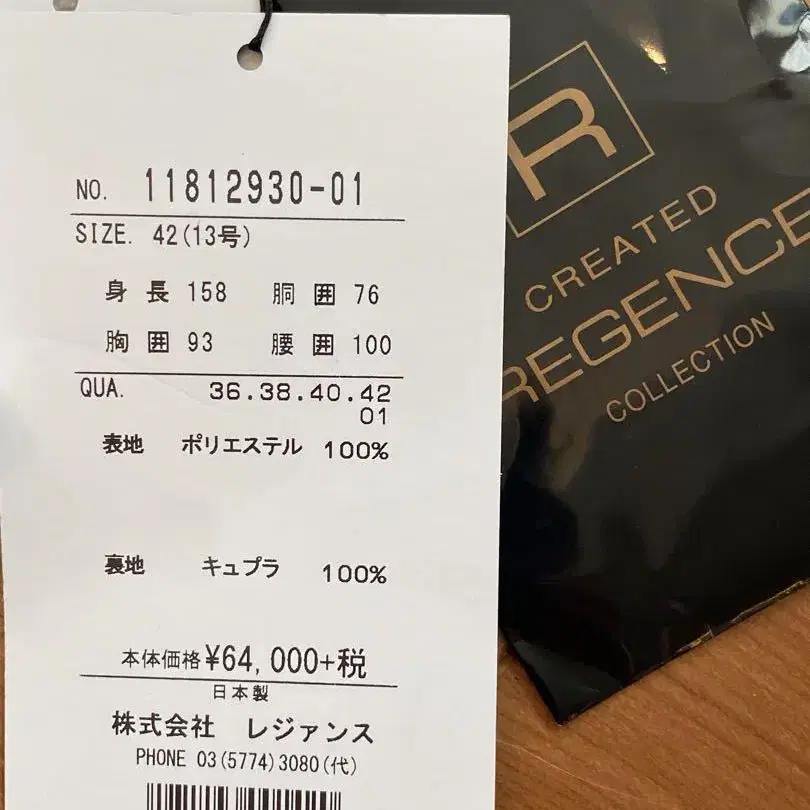 NO. 11812930-01
SIZE. 42(13号)
身長 158 胴囲 76
胸囲 93 腰囲 100
QUA. 36.38.40.42
01
表地 ポリエステル 100%
裏地 キュプラ 100%
本体価格 ¥64,000+税
日本製
株式会社 レジァンス
PHONE 03(5774)3080(代)
R
CREATED
REGENCE
COLLECTION